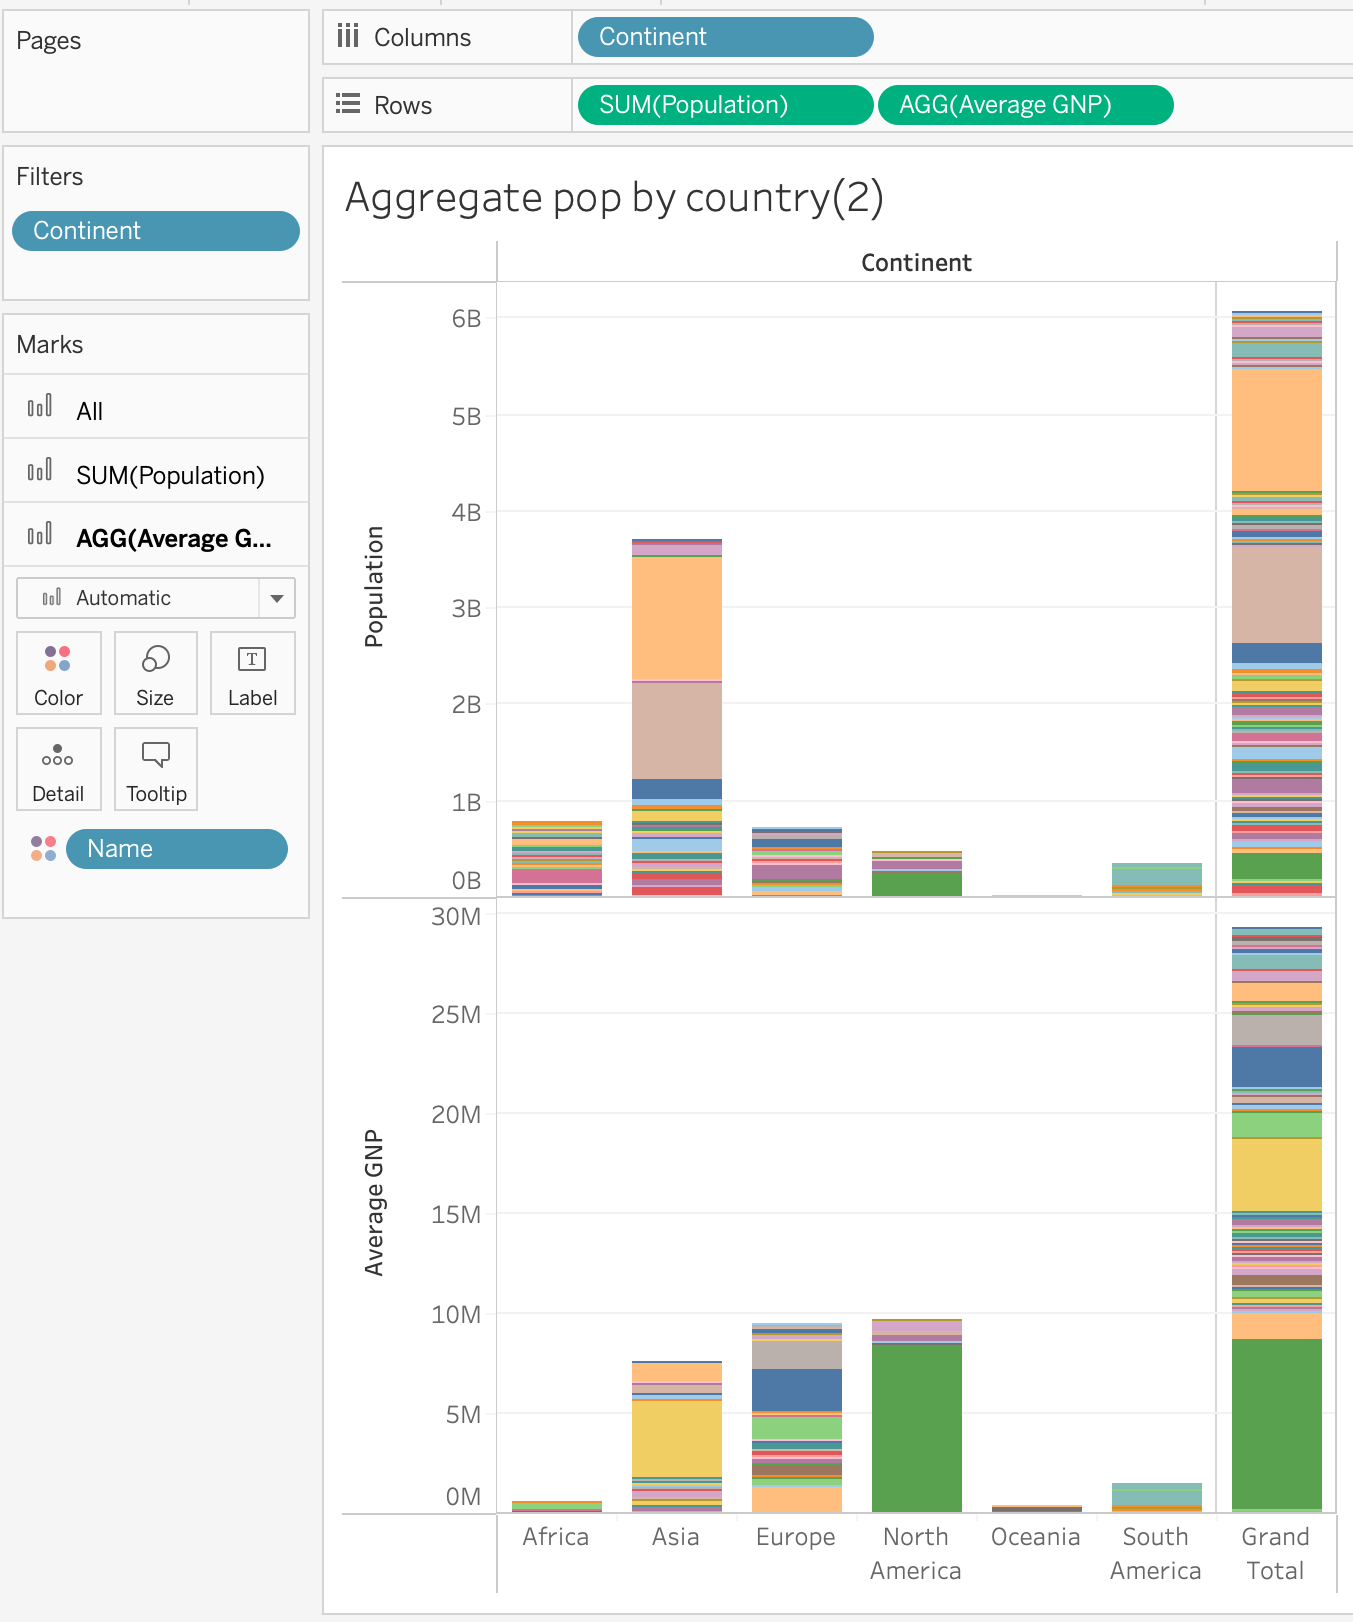 Pages
Columns
Continent
Rows
SUM(Population)
AGG(Average GNP)
Filters
Continent
Marks
All
SUM(Population)
AGG(Average G...
Automatic
Color
Size
T
Label
Detail
Tooltip
Name
Aggregate pop by country(2)
Continent
6B
5B
4B
3B
2B
1B
0B
Population
30M
25M
20M
15M
10M
5M
0M
Average GNP
Africa
Asia
Europe
North
America
Oceania
South
America
Grand
Total